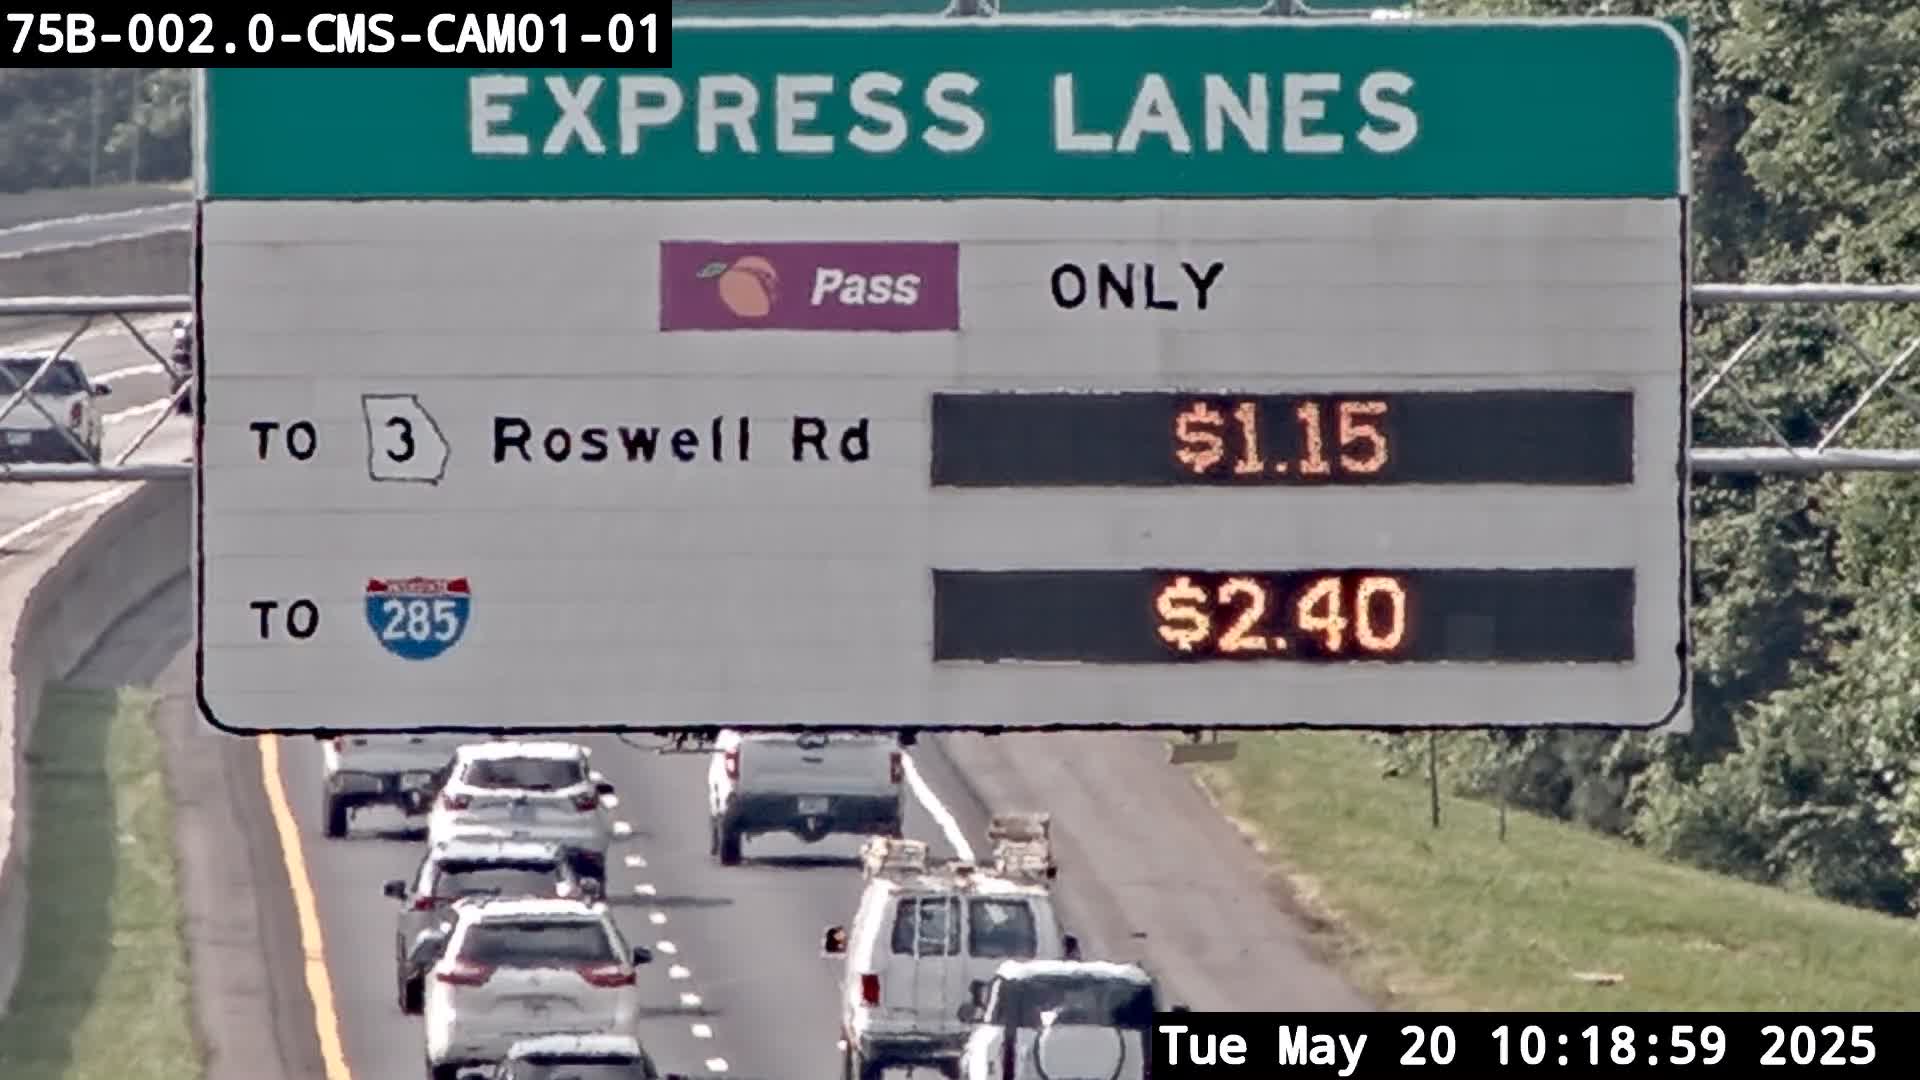 75B-002.0-CMS-CAM01-01
EXPRESS LANES
Pass ONLY
TO 3 Roswell Rd $1.15
TO 285 $2.40
Tue May 20 10:18:59 2025